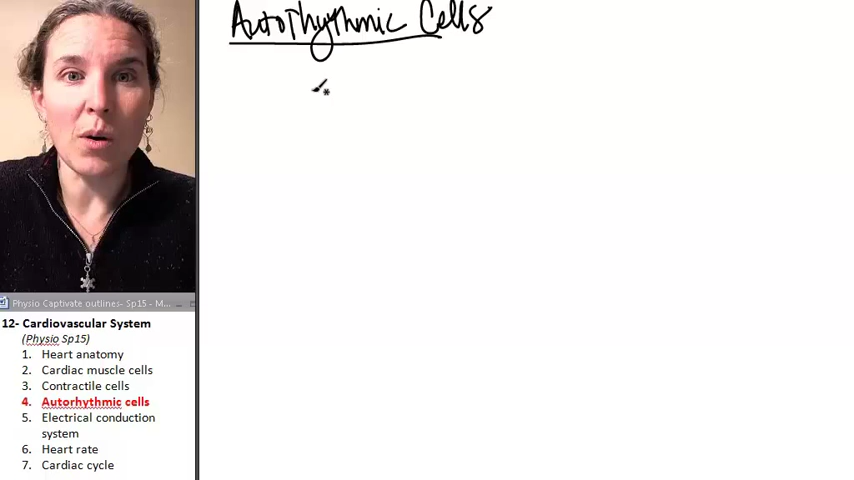 Autorhythmic Cells
Physio Captivate outlines- Sp15 - M...
12- Cardiovascular System
(Physio Sp15)
1. Heart anatomy
2. Cardiac muscle cells
3. Contractile cells
4. Autorhythmic cells
5. Electrical conduction
system
6. Heart rate
7. Cardiac cycle